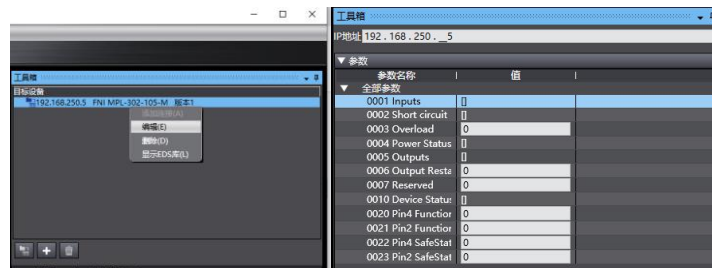 工具箱
目标设备
192.168.250.5 FNI MPL-302-105-M 版本1
添加连接(A)
编辑(E)
删除(D)
显示EDS库(L)
工具箱
IP地址 192 . 168 . 250 . __5
▼ 参数
参数名称 值
▼ 全部参数
0001 Inputs []
0002 Short circuit []
0003 Overload 0
0004 Power Status []
0005 Outputs []
0006 Output Resta 0
0007 Reserved 0
0010 Device Status []
0020 Pin4 Function 0
0021 Pin2 Function 0
0022 Pin4 SafeStat 0
0023 Pin2 SafeStat 0